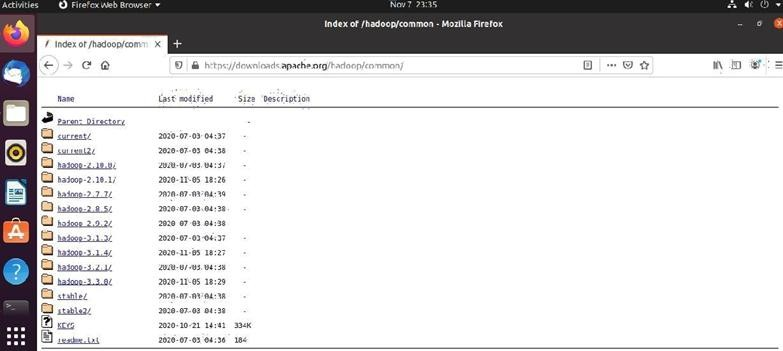 Activities Firefox Web Browser Nov 7 23:35
Index of /hadoop/common - Mozilla Firefox
Index of /hadoop/comm
https://downloads.apache.org/hadoop/common/
Name Last modified Size Description
Parent Directory -
current/ 2020-07-03 04:37 -
current2/ 2020-07-03 04:38 -
hadoop-2.10.0/ 2020-07-03 04:37 -
hadoop-2.10.1/ 2020-11-05 18:26 -
hadoop-2.7.7/ 2020-07-03 04:39 -
hadoop-2.8.5/ 2020-07-03 04:38 -
hadoop-2.9.2/ 2020-07-03 04:38 -
hadoop-3.1.3/ 2020-07-03 04:37 -
hadoop-3.1.4/ 2020-11-05 18:27 -
hadoop-3.2.1/ 2020-07-03 04:38 -
hadoop-3.3.0/ 2020-11-05 18:29 -
stable/ 2020-07-03 04:38 -
stable2/ 2020-07-03 04:38 -
KEYS 2020-10-21 14:41 334K
readme.txt 2020-07-03 04:36 184